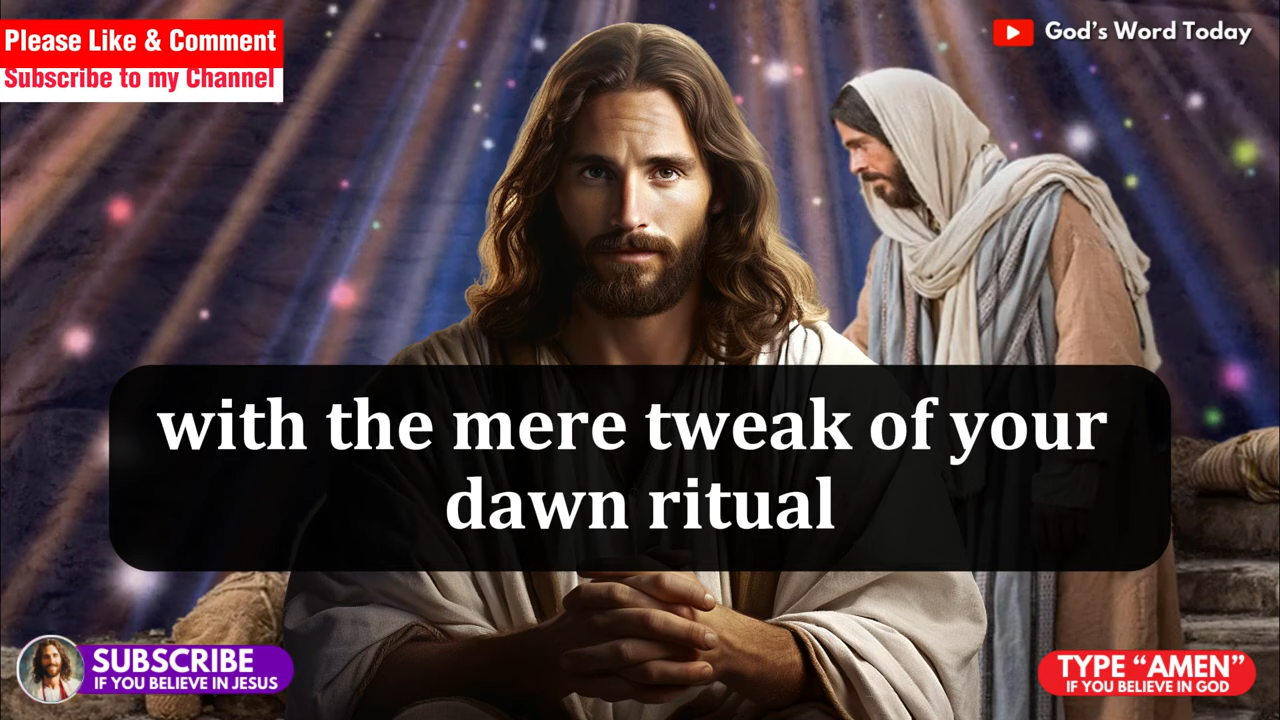 Please Like & Comment
Subscribe to my Channel
God's Word Today
with the mere tweak of your
dawn ritual
SUBSCRIBE
IF YOU BELIEVE IN JESUS
TYPE “AMEN”
IF YOU BELIEVE IN GOD